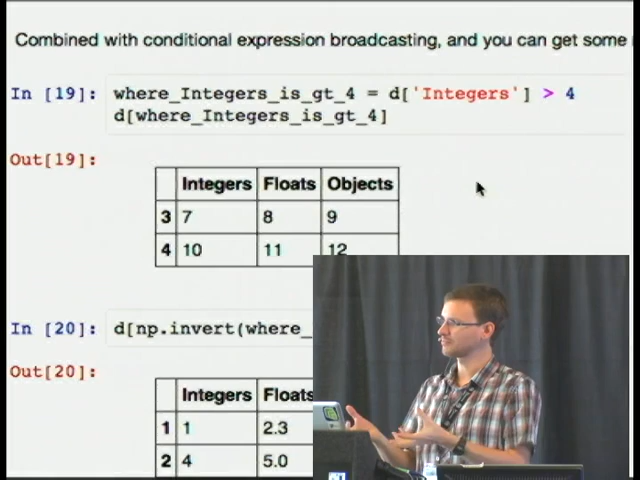 Combined with conditional expression broadcasting, and you can get some
In [19]: where_Integers_is_gt_4 = d['Integers'] > 4
d[where_Integers_is_gt_4]
Out[19]:
Integers Floats Objects
3 7 8 9
4 10 11 12
In [20]: d[np.invert(where_
Out[20]:
Integers Floats
1 1 2.3
2 4 5.0